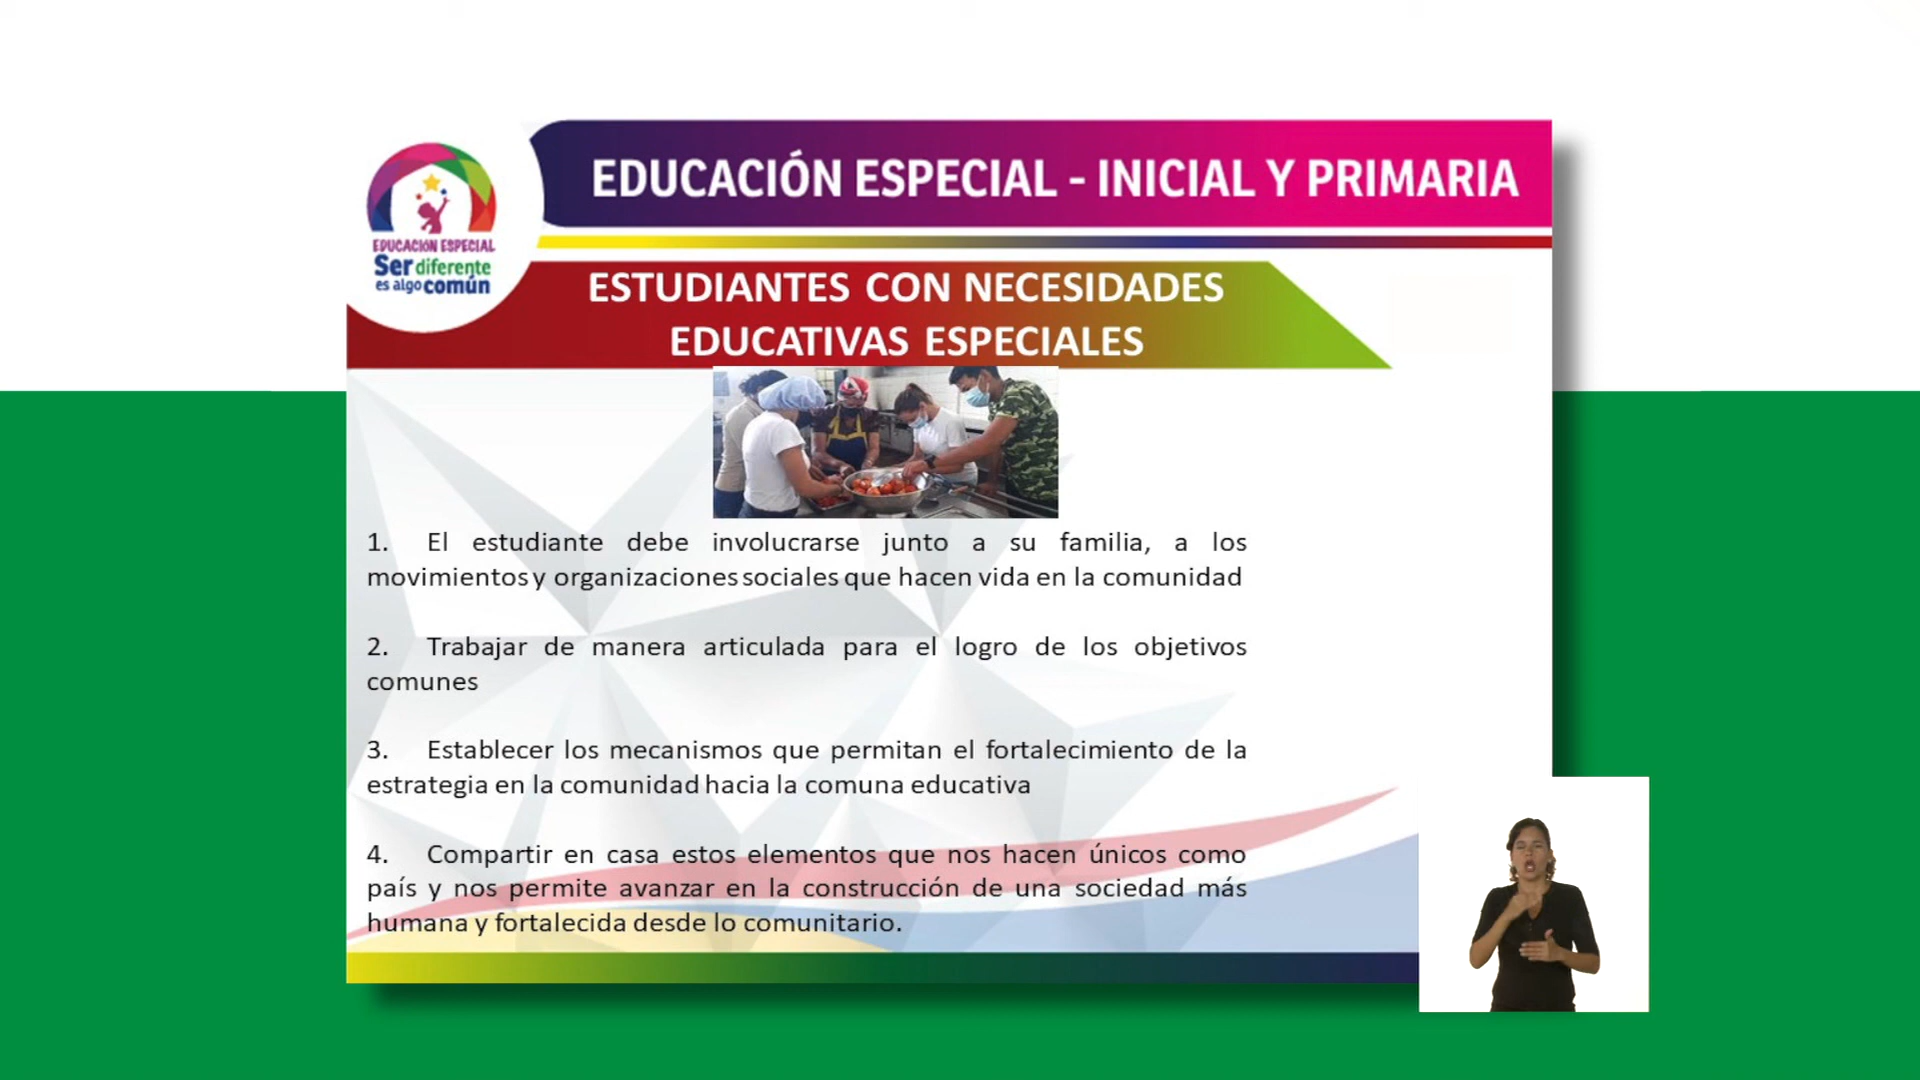 EDUCACIÓN ESPECIAL - INICIAL Y PRIMARIA
EDUCACIÓN ESPECIAL
Ser diferente
es algo común
ESTUDIANTES CON NECESIDADES
EDUCATIVAS ESPECIALES
1. El estudiante debe involucrarse junto a su familia, a los
movimientos y organizaciones sociales que hacen vida en la comunidad
2. Trabajar de manera articulada para el logro de los objetivos
comunes
3. Establecer los mecanismos que permitan el fortalecimiento de la
estrategia en la comunidad hacia la comuna educativa
4. Compartir en casa estos elementos que nos hacen únicos como
país y nos permite avanzar en la construcción de una sociedad más
humana y fortalecida desde lo comunitario.